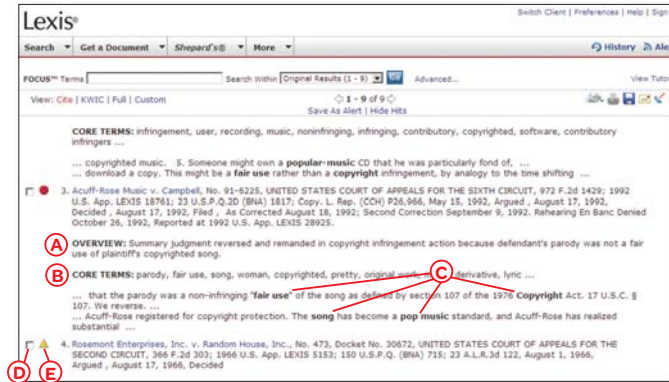 Switch Client | Preferences | Help | Sign
Lexis®
Search Get a Document Shepard's® More History Ale
FOCUS™ Terms Search Within Original Results (1 - 9) Go Advanced... View Tuto
View: Cite | KWIC | Full | Custom 1 - 9 of 9
Save As Alert | Hide Hits
CORE TERMS: infringement, user, recording, music, noninfringing, infringing, contributory, copyrighted, software, contributory
infringers ...
... copyrighted music. 5. Someone might own a popular-music CD that he was particularly fond of, ...
... download a copy. This might be a fair use rather than a copyright infringement, by analogy to the time shifting ...
3. Acuff-Rose Music v. Campbell, No. 91-6225, UNITED STATES COURT OF APPEALS FOR THE SIXTH CIRCUIT, 972 F.2d 1429; 1992
U.S. App. LEXIS 18761; 23 U.S.P.Q.2D (BNA) 1817; Copy. L. Rep. (CCH) P26,966, May 15, 1992, Argued , August 17, 1992,
Decided , August 17, 1992, Filed , As Corrected August 18, 1992; Second Correction September 9, 1992. Rehearing En Banc Denied
October 26, 1992, Reported at 1992 U.S. App. LEXIS 28925.
A OVERVIEW: Summary judgment reversed and remanded in copyright infringement action because defendant's parody was not a fair
use of plaintiff's copyrighted song.
B CORE TERMS: parody, fair use, song, woman, copyrighted, pretty, original work, C derivative, lyric ...
... that the parody was a non-infringing "fair use" of the song as defined by section 107 of the 1976 Copyright Act. 17 U.S.C. §
107. We reverse. ...
... Acuff-Rose registered for copyright protection. The song has become a pop music standard, and Acuff-Rose has realized
substantial ...
4. Rosemont Enterprises, Inc. v. Random House, Inc., No. 473, Docket No. 30672, UNITED STATES COURT OF APPEALS FOR THE
SECOND CIRCUIT, 366 F.2d 303; 1966 U.S. App. LEXIS 5153; 150 U.S.P.Q. (BNA) 715; 23 A.L.R.3d 122, August 1, 1966,
D E Argued , August 17, 1966, Decided